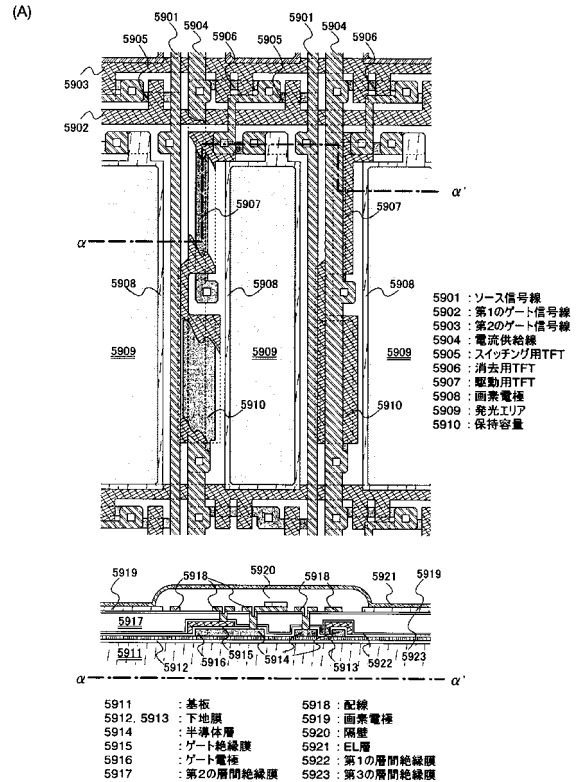 (A)
5901 5904 5901 5904
5905 5906 5905 5906
5903
5902
α'
5907 5907
α
5908 5908 5908
5909 5909 5909
5910 5910
5901 : ソース信号線
5902 : 第1のゲート信号線
5903 : 第2のゲート信号線
5904 : 電流供給線
5905 : スイッチング用TFT
5906 : 消去用TFT
5907 : 駆動用TFT
5908 : 画素電極
5909 : 発光エリア
5910 : 保持容量
5920
5919 5918 5918 5921 5919
5917
5911
5912 5916 5915 5914 5913 5922 5923
α α'
5911 : 基板
5912, 5913 : 下地膜
5914 : 半導体層
5915 : ゲート絶縁膜
5916 : ゲート電極
5917 : 第2の層間絶縁膜
5918 : 配線
5919 : 画素電極
5920 : 隔壁
5921 : EL層
5922 : 第1の層間絶縁膜
5923 : 第3の層間絶縁膜